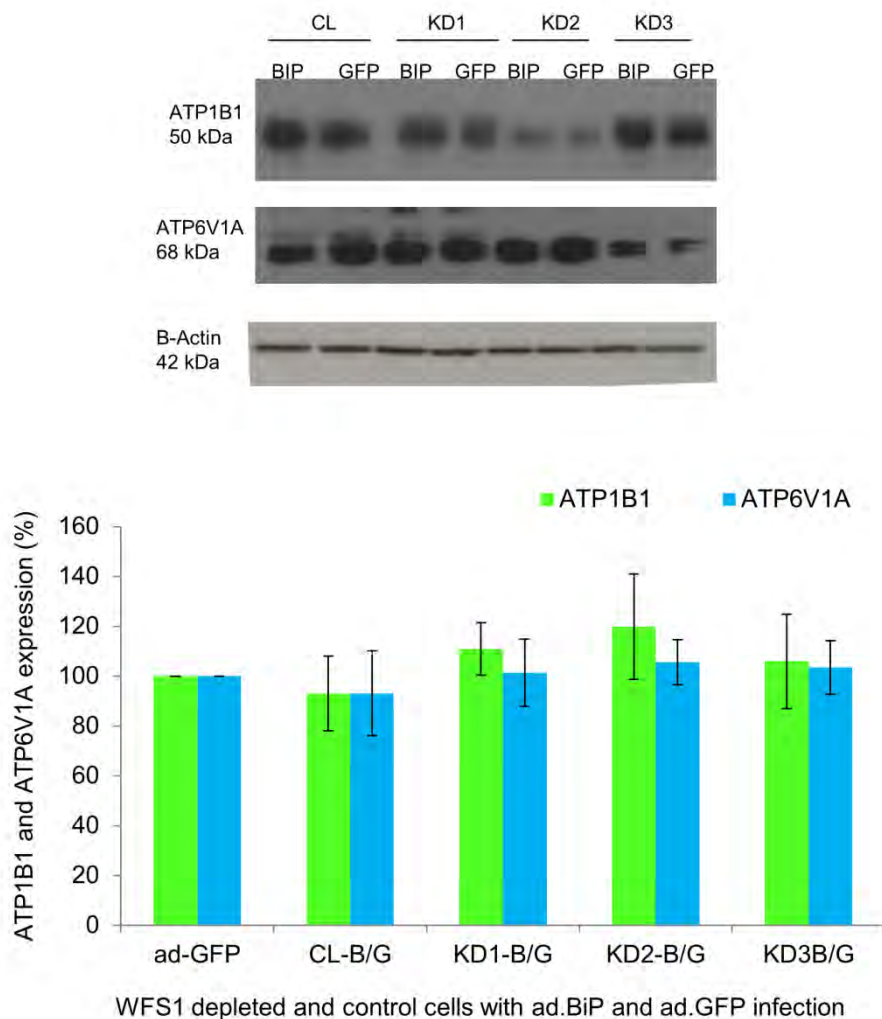 CL KD1 KD2 KD3
BIP GFP BIP GFP BIP GFP BIP GFP
ATP1B1
50 kDa
ATP6V1A
68 kDa
B-Actin
42 kDa
ATP1B1 ATP6V1A
ATP1B1 and ATP6V1A expression (%)
160
140
120
100
80
60
40
20
0
ad-GFP CL-B/G KD1-B/G KD2-B/G KD3B/G
WFS1 depleted and control cells with ad.BiP and ad.GFP infection